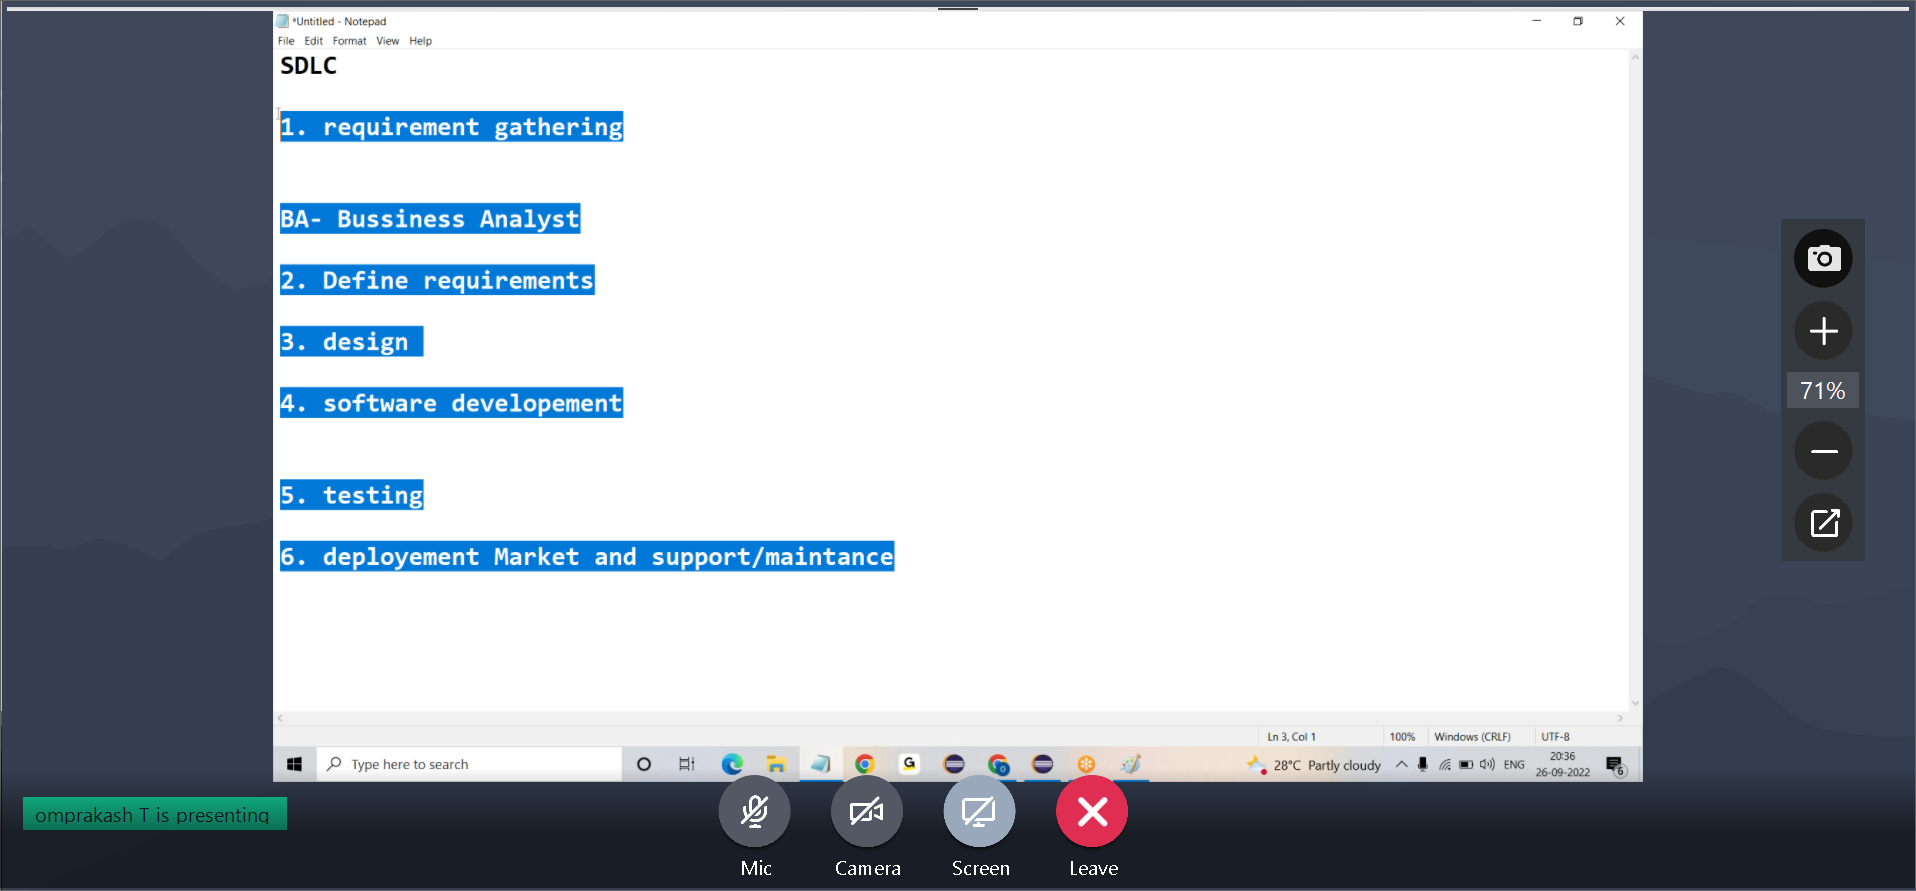 *Untitled - Notepad
File Edit Format View Help
SDLC
1. requirement gathering
BA- Bussiness Analyst
2. Define requirements
3. design
4. software developement
5. testing
6. deployement Market and support/maintance
71%
Ln 3, Col 1 100% Windows (CRLF) UTF-8
Type here to search
G
28°C Partly cloudy
ENG
20:36
26-09-2022
6
omprakash T is presenting
Mic Camera Screen Leave